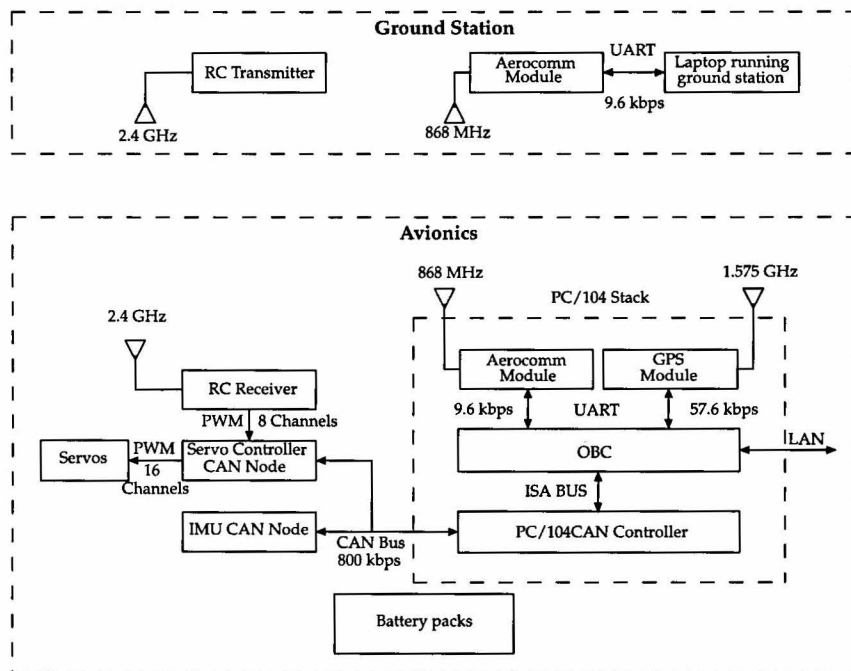 Ground Station
RC Transmitter
2.4 GHz
Aerocomm
Module
868 MHz
UART
9.6 kbps
Laptop running
ground station
Avionics
868 MHz
1.575 GHz
PC/104 Stack
2.4 GHz
Aerocomm
Module
GPS
Module
RC Receiver
9.6 kbps
UART
57.6 kbps
PWM
8 Channels
Servos
PWM
16
Channels
Servo Controller
CAN Node
OBC
LAN
ISA BUS
IMU CAN Node
CAN Bus
800 kbps
PC/104CAN Controller
Battery packs